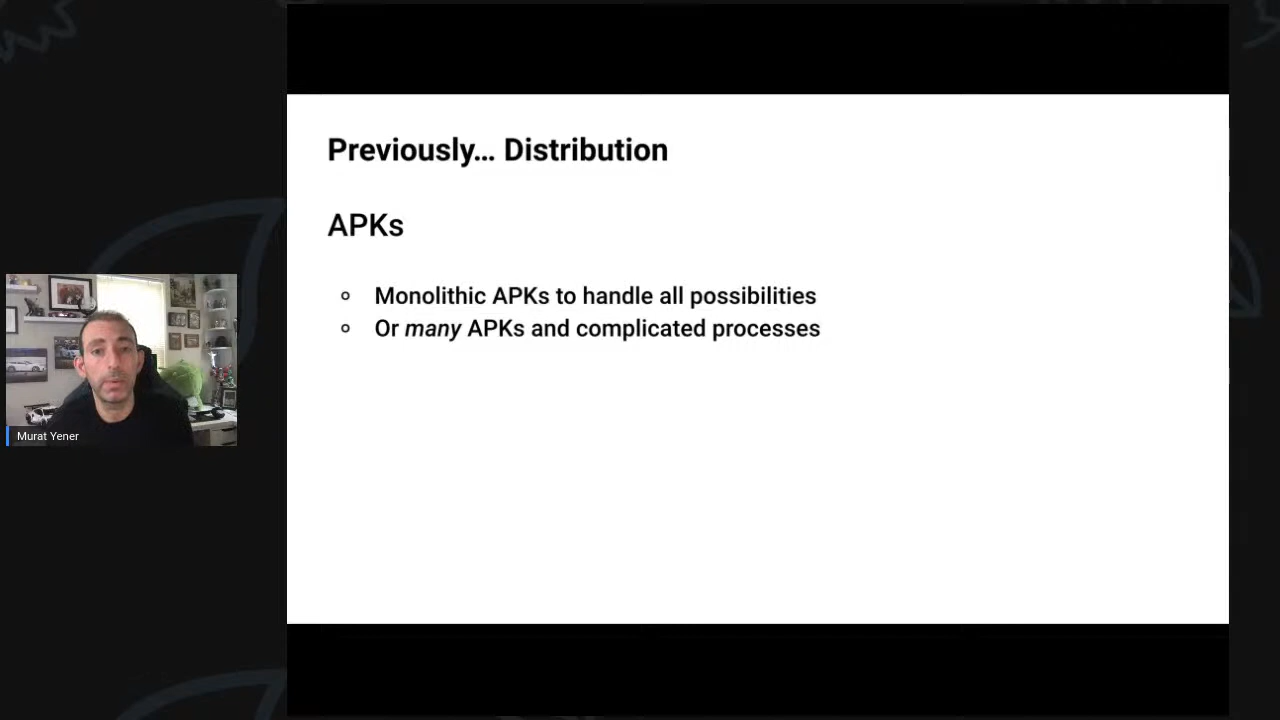 Previously... Distribution
APKs
Monolithic APKs to handle all possibilities
Or many APKs and complicated processes
Murat Yener